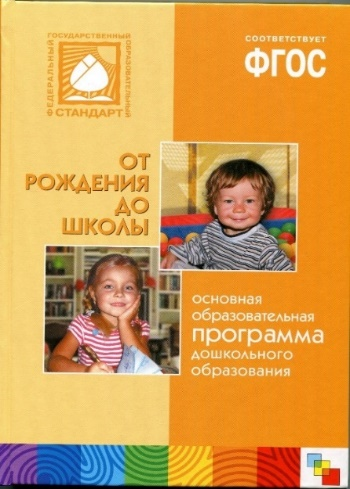 ФЕДЕРАЛЬНЫЙ
ГОСУДАРСТВЕННЫЙ
ОБРАЗОВАТЕЛЬНЫЙ
СТАНДАРТ
СООТВЕТСТВУЕТ
ФГОС
ОТ
РОЖДЕНИЯ
ДО
ШКОЛЫ
основная
образовательная
программа
дошкольного
образования